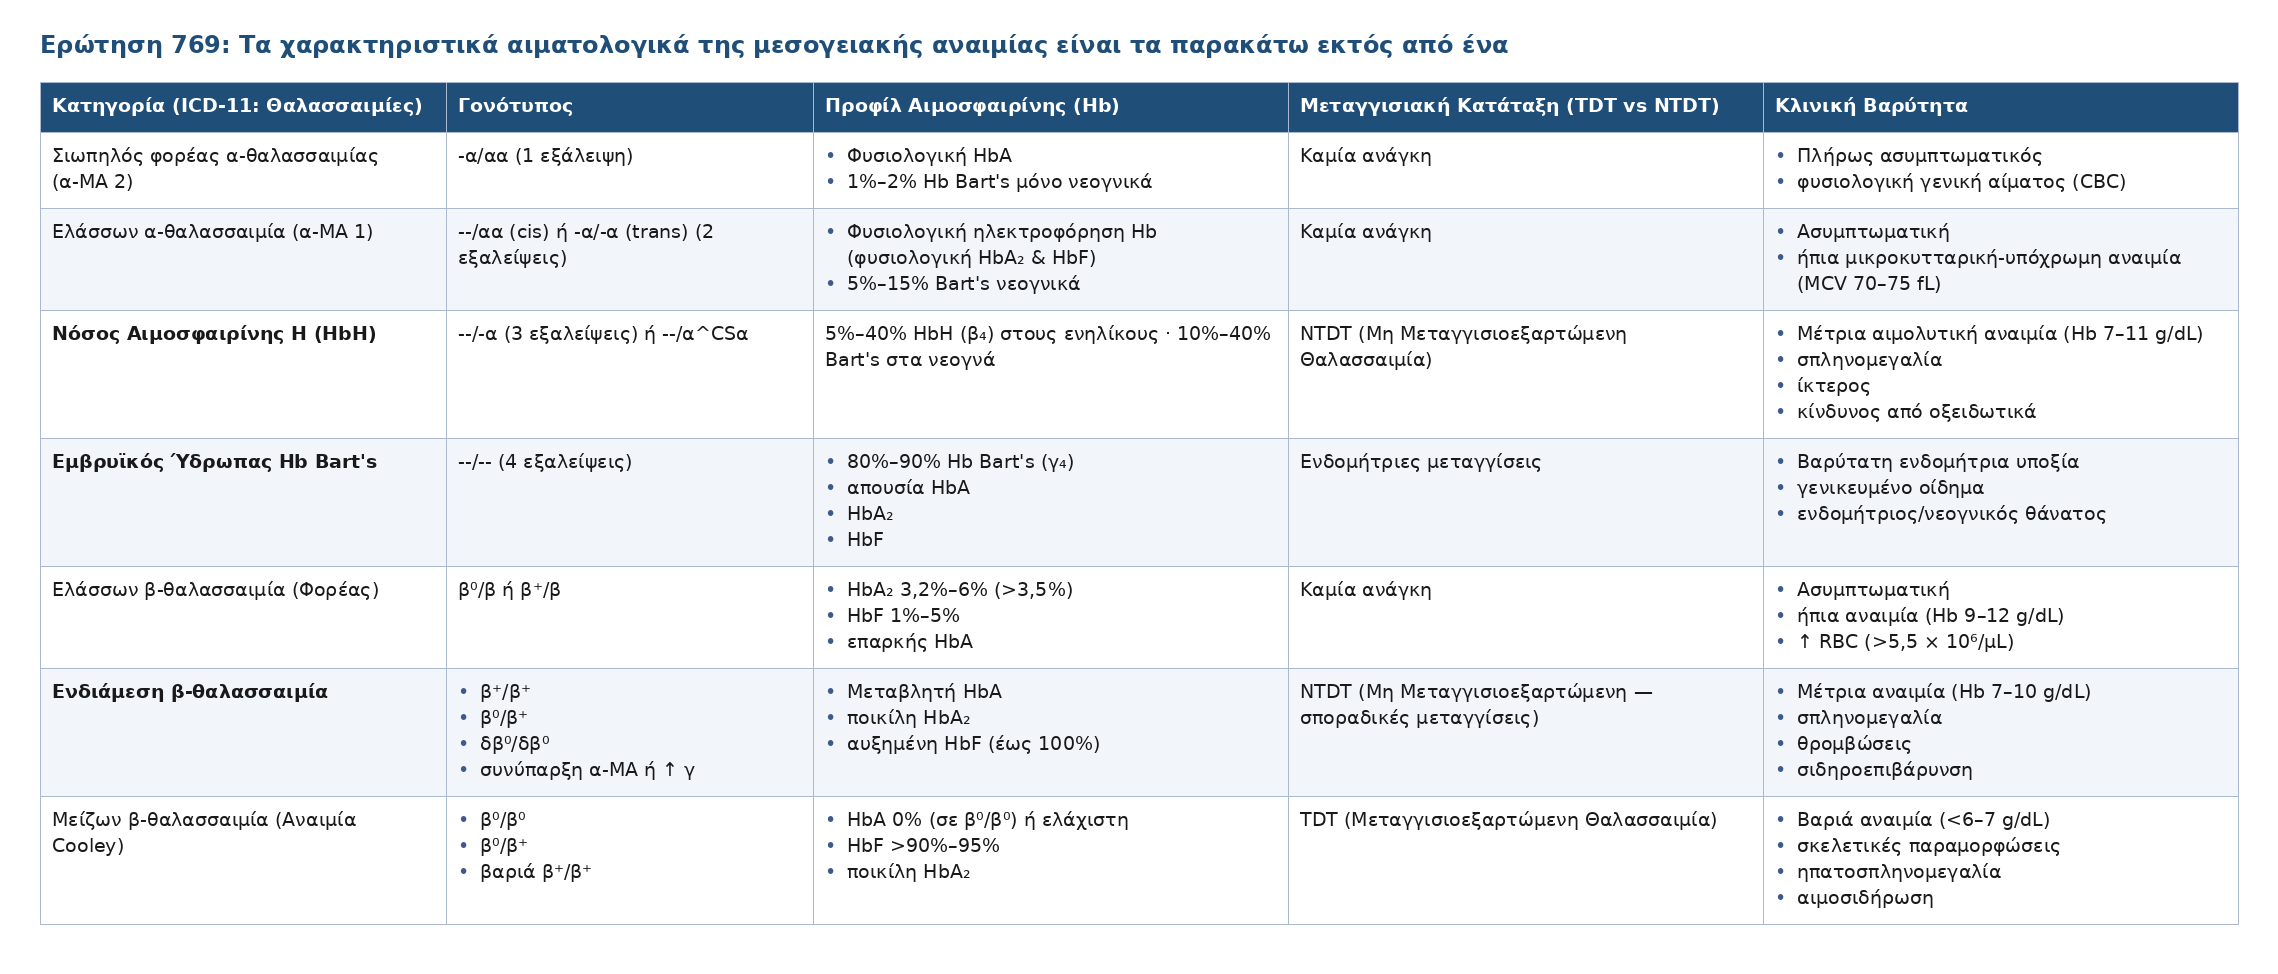 Ερώτηση 769: Τα χαρακτηριστικά αιματολογικά της μεσογειακής αναιμίας είναι τα παρακάτω εκτός από ένα
Κατηγορία (ICD-11: Θαλασσαιμίες)
Γονότυπος
Προφίλ Αιμοσφαιρίνης (Hb)
Μεταγγισιακή Κατάταξη (TDT vs NTDT)
Κλινική Βαρύτητα
Σιωπηλός φορέας α-θαλασσαιμίας
(α-ΜΑ 2)
-α/αα (1 εξάλειψη)
• Φυσιολογική HbA
• 1%–2% Hb Bart's μόνο νεογνικά
Καμία ανάγκη
• Πλήρως ασυμπτωματικός
• φυσιολογική γενική αίματος (CBC)
Ελάσσων α-θαλασσαιμία (α-ΜΑ 1)
--/αα (cis) ή -α/-α (trans) (2
εξαλείψεις)
• Φυσιολογική ηλεκτροφόρηση Hb
(φυσιολογική HbA₂ & HbF)
• 5%–15% Bart's νεογνικά
Καμία ανάγκη
• Ασυμπτωματική
• ήπια μικροκυτταρική-υπόχρωμη αναιμία
(MCV 70–75 fL)
Νόσος Αιμοσφαιρίνης Η (HbH)
--/-α (3 εξαλείψεις) ή --/α^CSα
5%–40% HbH (β₄) στους ενηλίκους · 10%–40%
Bart's στα νεογνά
NTDT (Μη Μεταγγισιοεξαρτώμενη
Θαλασσαιμία)
• Μέτρια αιμολυτική αναιμία (Hb 7–11 g/dL)
• σπληνομεγαλία
• ίκτερος
• κίνδυνος από οξειδωτικά
Εμβρυϊκός Ύδρωπας Hb Bart's
--/-- (4 εξαλείψεις)
• 80%–90% Hb Bart's (γ₄)
• απουσία HbA
• HbA₂
• HbF
Ενδομήτριες μεταγγίσεις
• Βαρύτατη ενδομήτρια υποξία
• γενικευμένο οίδημα
• ενδομήτριος/νεογνικός θάνατος
Ελάσσων β-θαλασσαιμία (Φορέας)
β⁰/β ή β⁺/β
• HbA₂ 3,2%–6% (>3,5%)
• HbF 1%–5%
• επαρκής HbA
Καμία ανάγκη
• Ασυμπτωματική
• ήπια αναιμία (Hb 9–12 g/dL)
• ↑ RBC (>5,5 × 10⁶/μL)
Ενδιάμεση β-θαλασσαιμία
• β⁺/β⁺
• β⁰/β⁺
• δβ⁰/δβ⁰
• συνύπαρξη α-ΜΑ ή ↑ γ
• Μεταβλητή HbA
• ποικίλη HbA₂
• αυξημένη HbF (έως 100%)
NTDT (Μη Μεταγγισιοεξαρτώμενη —
σποραδικές μεταγγίσεις)
• Μέτρια αναιμία (Hb 7–10 g/dL)
• σπληνομεγαλία
• θρομβώσεις
• σιδηροεπιβάρυνση
Μείζων β-θαλασσαιμία (Αναιμία
Cooley)
• β⁰/β⁰
• β⁰/β⁺
• βαριά β⁺/β⁺
• HbA 0% (σε β⁰/β⁰) ή ελάχιστη
• HbF >90%–95%
• ποικίλη HbA₂
TDT (Μεταγγισιοεξαρτώμενη Θαλασσαιμία)
• Βαριά αναιμία (<6–7 g/dL)
• σκελετικές παραμορφώσεις
• ηπατοσπληνομεγαλία
• αιμοσιδήρωση